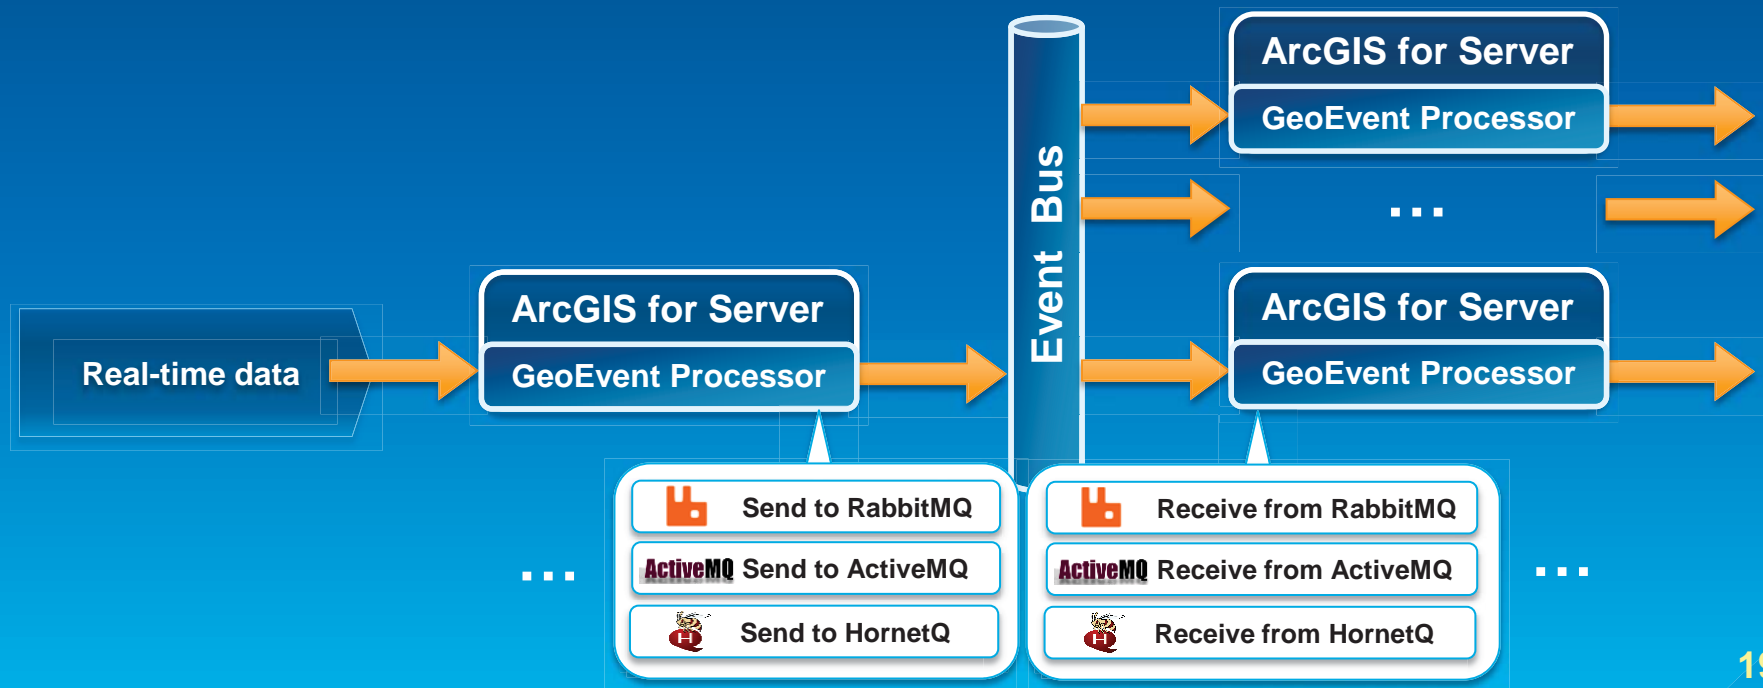 ArcGIS for Server
GeoEvent Processor
Event Bus
...
ArcGIS for Server
GeoEvent Processor
ArcGIS for Server
GeoEvent Processor
Real-time data
Send to RabbitMQ
ActiveMQ Send to ActiveMQ
H Send to HornetQ
...
Receive from RabbitMQ
ActiveMQ Receive from ActiveMQ
H Receive from HornetQ
...
19